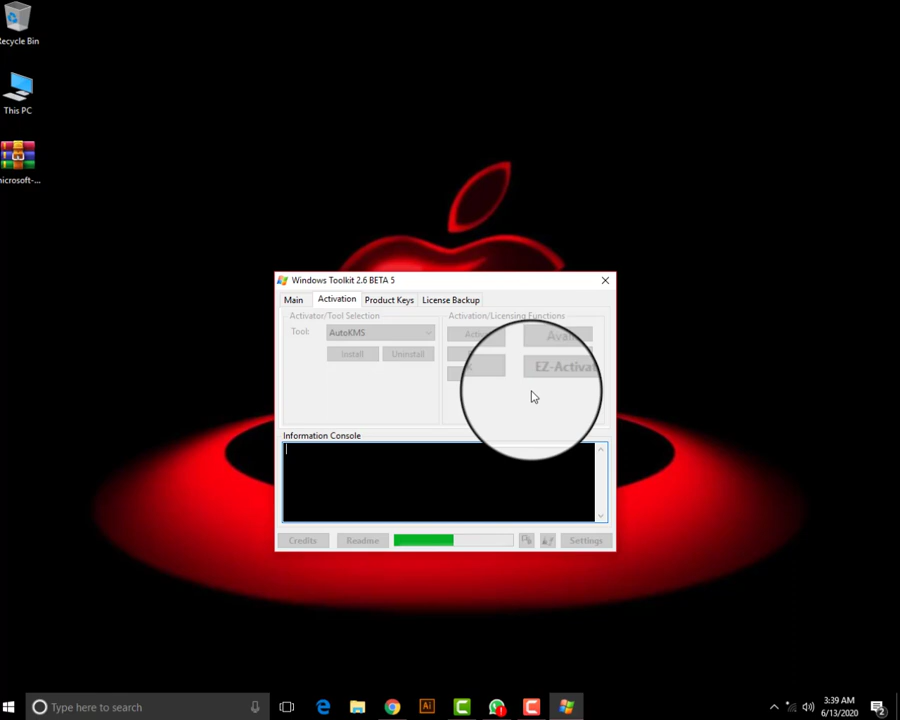 Recycle Bin
This PC
microsoft-...
Windows Toolkit 2.6 BETA 5
Main
Activation
Product Keys
License Backup
Activator/Tool Selection
Tool:
AutoKMS
Install
Uninstall
Activation/Licensing Functions
EZ-Activat
Information Console
Credits
Readme
Settings
Type here to search
3:39 AM
6/13/2020
2